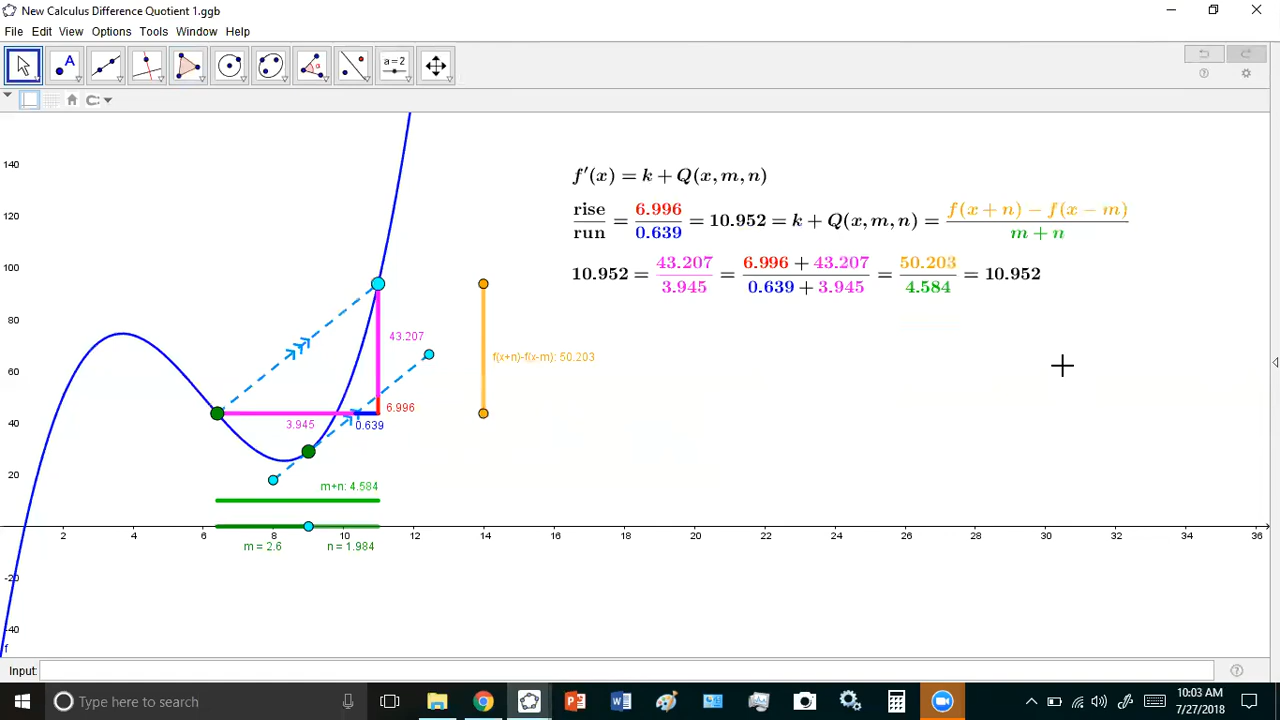 New Calculus Difference Quotient 1.ggb
File Edit View Options Tools Window Help
A
a = 2
140
120
100
80
60
40
20
-20
-40
f
f′(x) = k + Q(x, m, n)
rise/run = 6.996/0.639 = 10.952 = k + Q(x, m, n) = f(x + n) − f(x − m)/m + n
10.952 = 43.207/3.945 = 6.996 + 43.207/0.639 + 3.945 = 50.203/4.584 = 10.952
43.207
f(x+n)-f(x-m): 50.203
6.996
3.945 0.639
m+n: 4.584
2 4 6 8 10 12 14 16 18 20 22 24 26 28 30 32 34 36
m = 2.6 n = 1.984
Input:
Type here to search
10:03 AM
7/27/2018